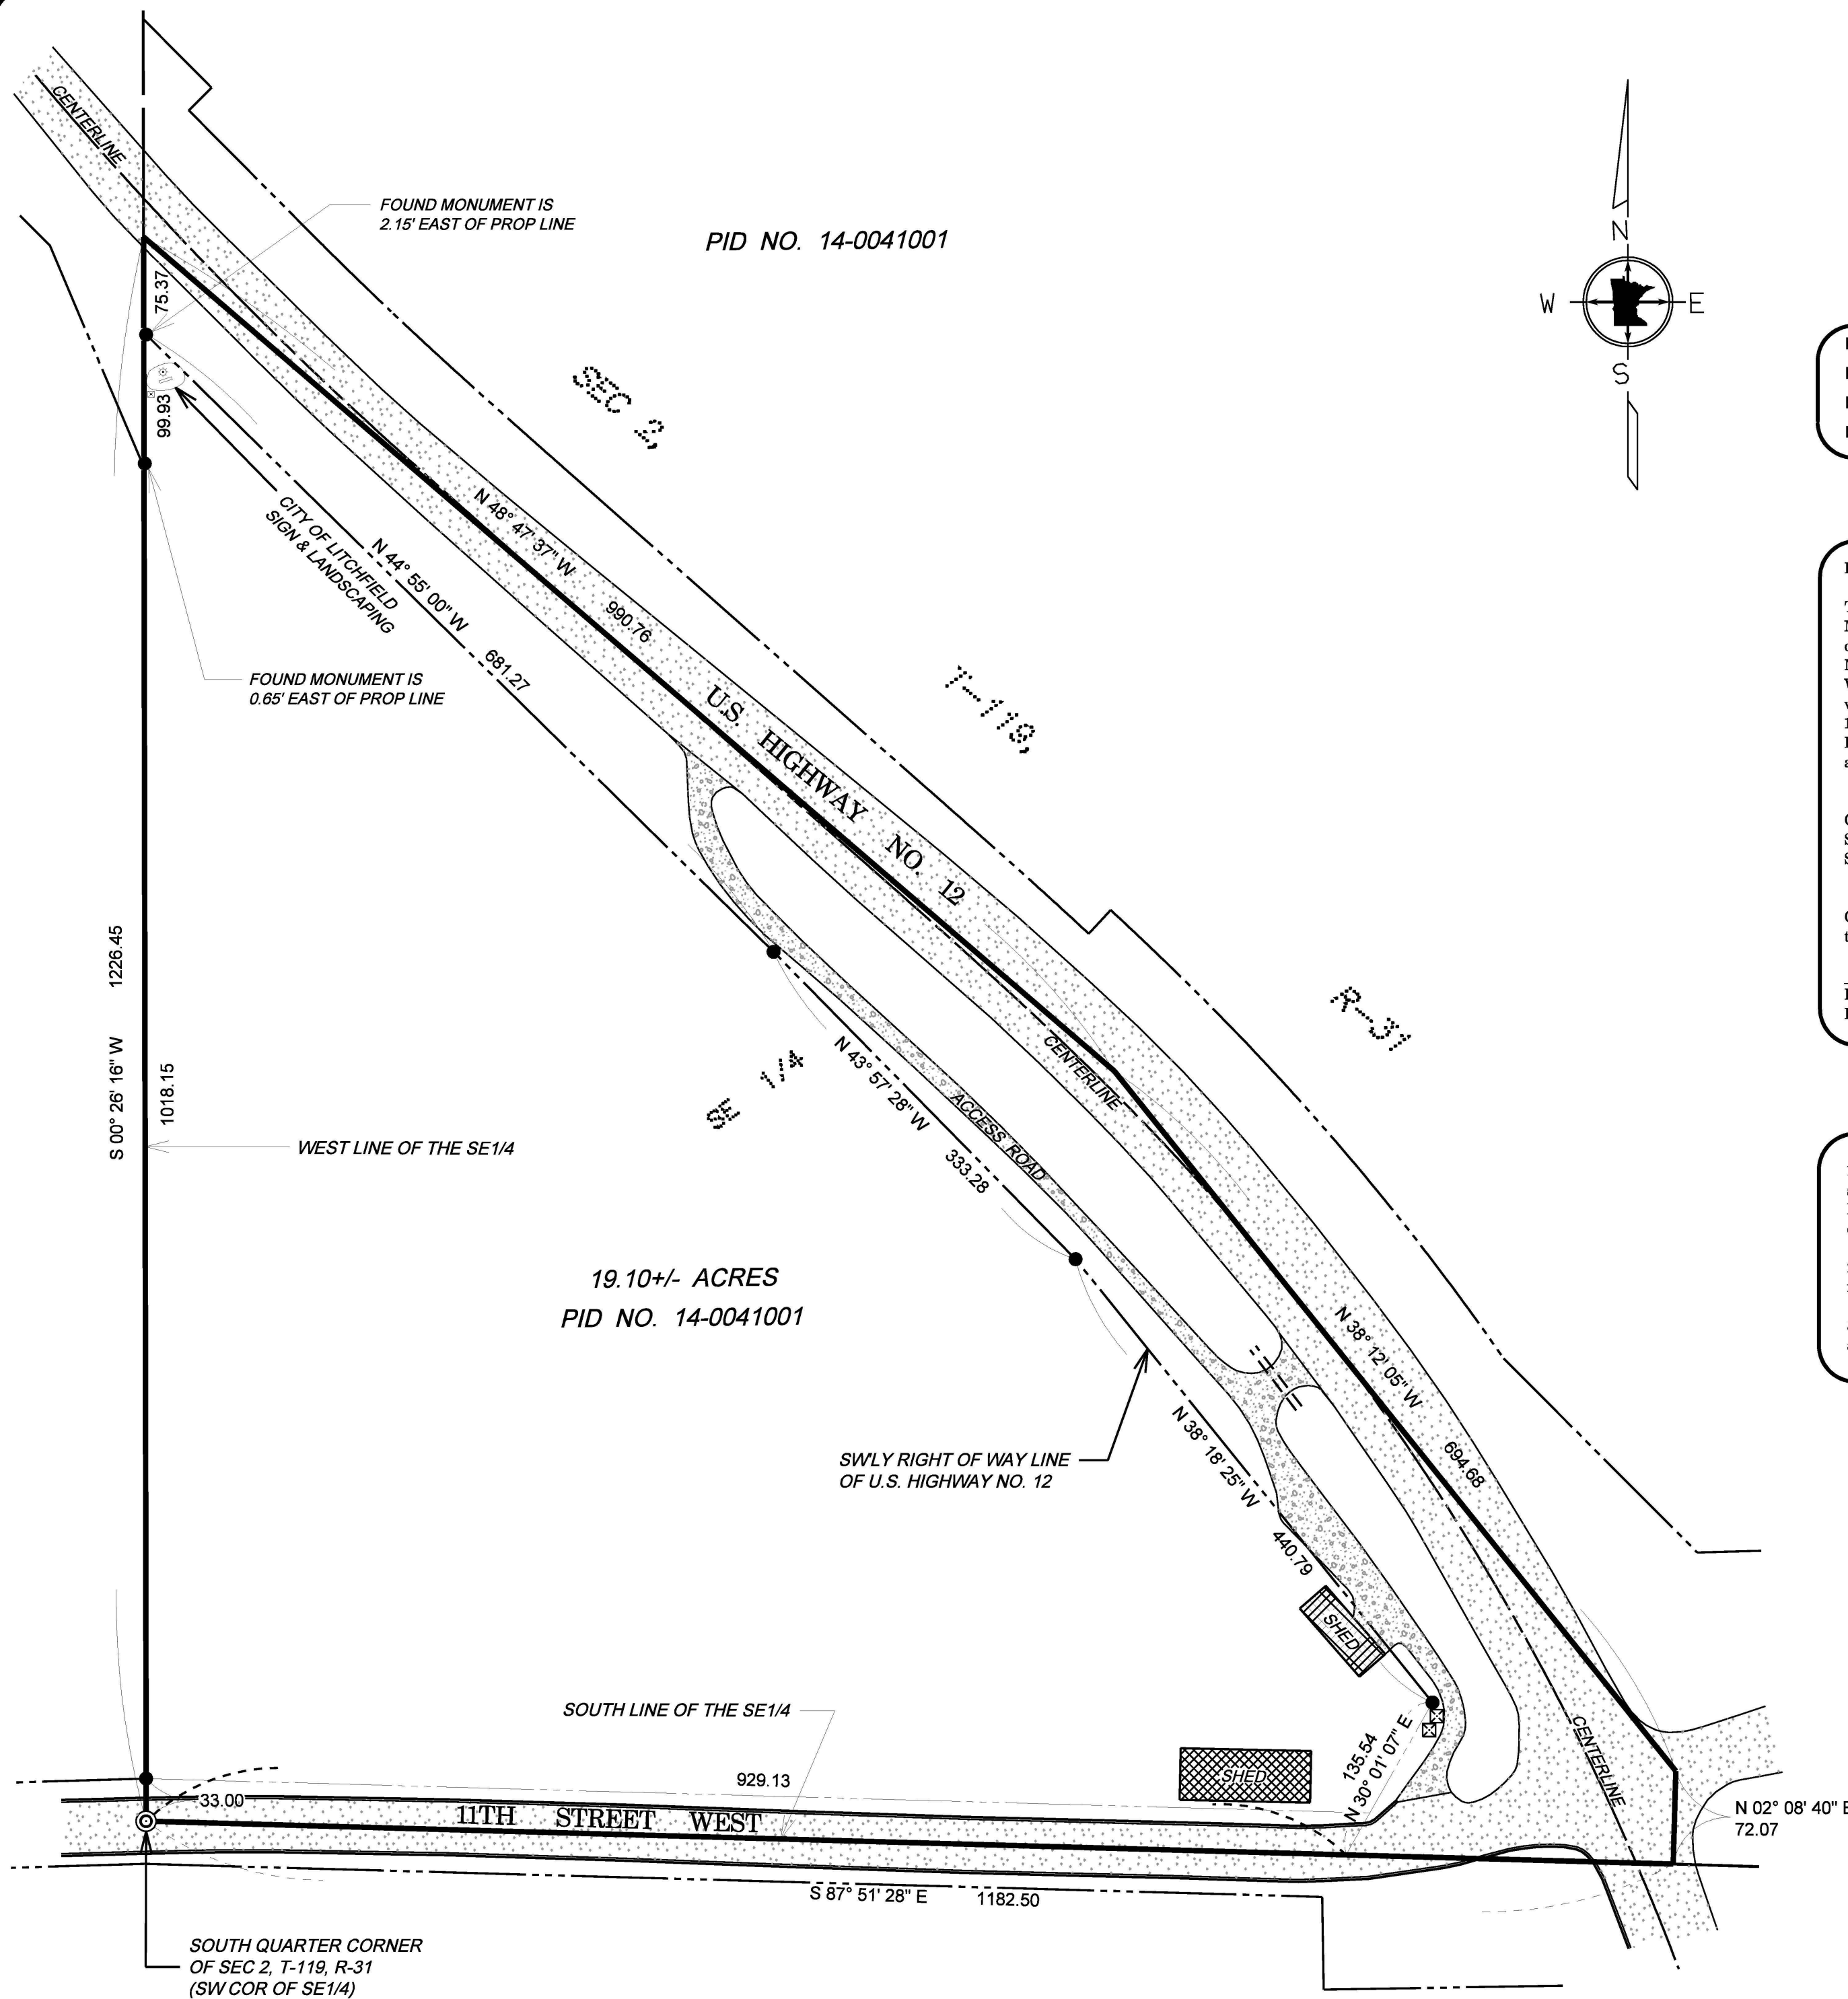 CENTERLINE
FOUND MONUMENT IS
2.15' EAST OF PROP LINE
PID NO. 14-0041001
N
W E
S
75.37
99.93
SEC 2,
CITY OF LITCHFIELD
SIGN & LANDSCAPING
N 48° 47' 37" W
990.76
N 44° 55' 00" W
681.27
FOUND MONUMENT IS
0.65' EAST OF PROP LINE
T-119,
U.S. HIGHWAY NO. 12
R-31
S 00° 26' 16" W 1226.45
1018.15
WEST LINE OF THE SE1/4
SE 1/4
N 43° 57' 28" W
333.28
CENTERLINE
ACCESS ROAD
19.10+/- ACRES
PID NO. 14-0041001
N 38° 12' 05" W
694.68
SW'LY RIGHT OF WAY LINE
OF U.S. HIGHWAY NO. 12
N 38° 18' 25" W
440.79
SHED
SOUTH LINE OF THE SE1/4
135.54
N 30° 01' 07" E
CENTERLINE
SHED
929.13
33.00
11TH STREET WEST
N 02° 08' 40" E
72.07
S 87° 51' 28" E 1182.50
SOUTH QUARTER CORNER
OF SEC 2, T-119, R-31
(SW COR OF SE1/4)